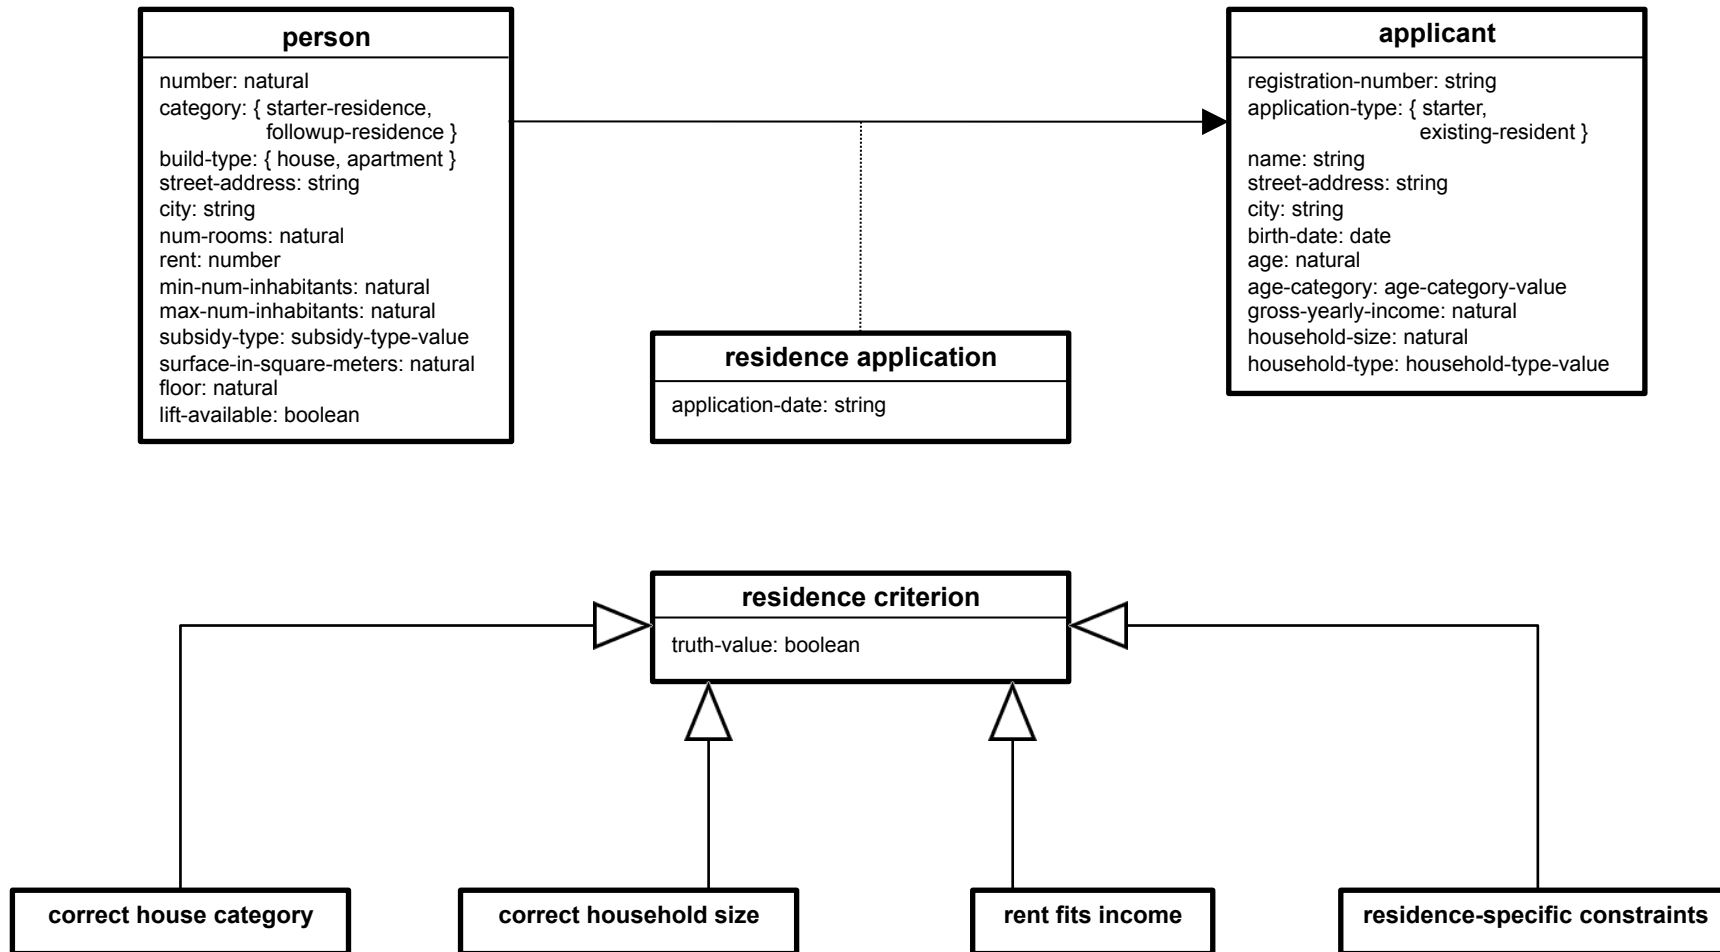 person
number: natural
category: { starter-residence,
followup-residence }
build-type: { house, apartment }
street-address: string
city: string
num-rooms: natural
rent: number
min-num-inhabitants: natural
max-num-inhabitants: natural
subsidy-type: subsidy-type-value
surface-in-square-meters: natural
floor: natural
lift-available: boolean
applicant
registration-number: string
application-type: { starter,
existing-resident }
name: string
street-address: string
city: string
birth-date: date
age: natural
age-category: age-category-value
gross-yearly-income: natural
household-size: natural
household-type: household-type-value
residence application
application-date: string
residence criterion
truth-value: boolean
correct house category
correct household size
rent fits income
residence-specific constraints